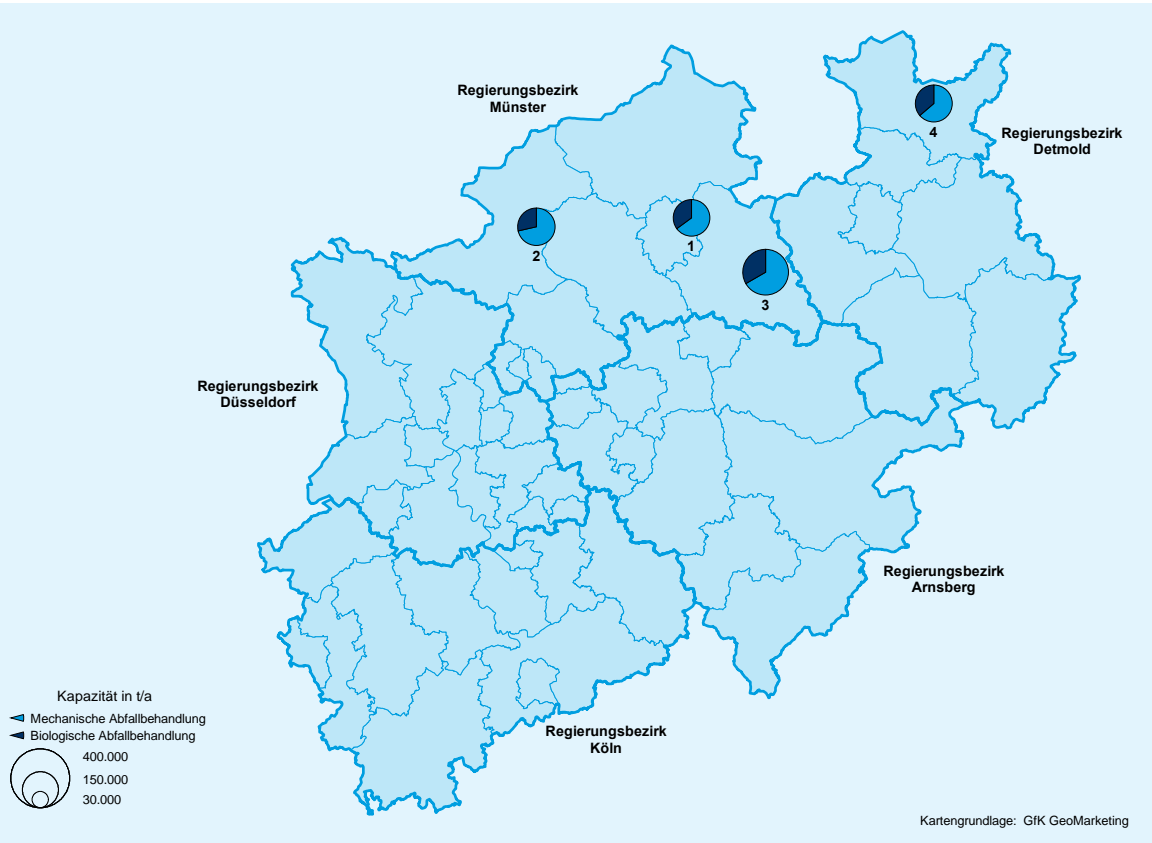 Regierungsbezirk
Münster
4
Regierungsbezirk
Detmold
2
1
3
Regierungsbezirk
Düsseldorf
Regierungsbezirk
Arnsberg
Kapazität in t/a
Mechanische Abfallbehandlung
Biologische Abfallbehandlung
400.000
150.000
30.000
Regierungsbezirk
Köln
Kartengrundlage: GfK GeoMarketing